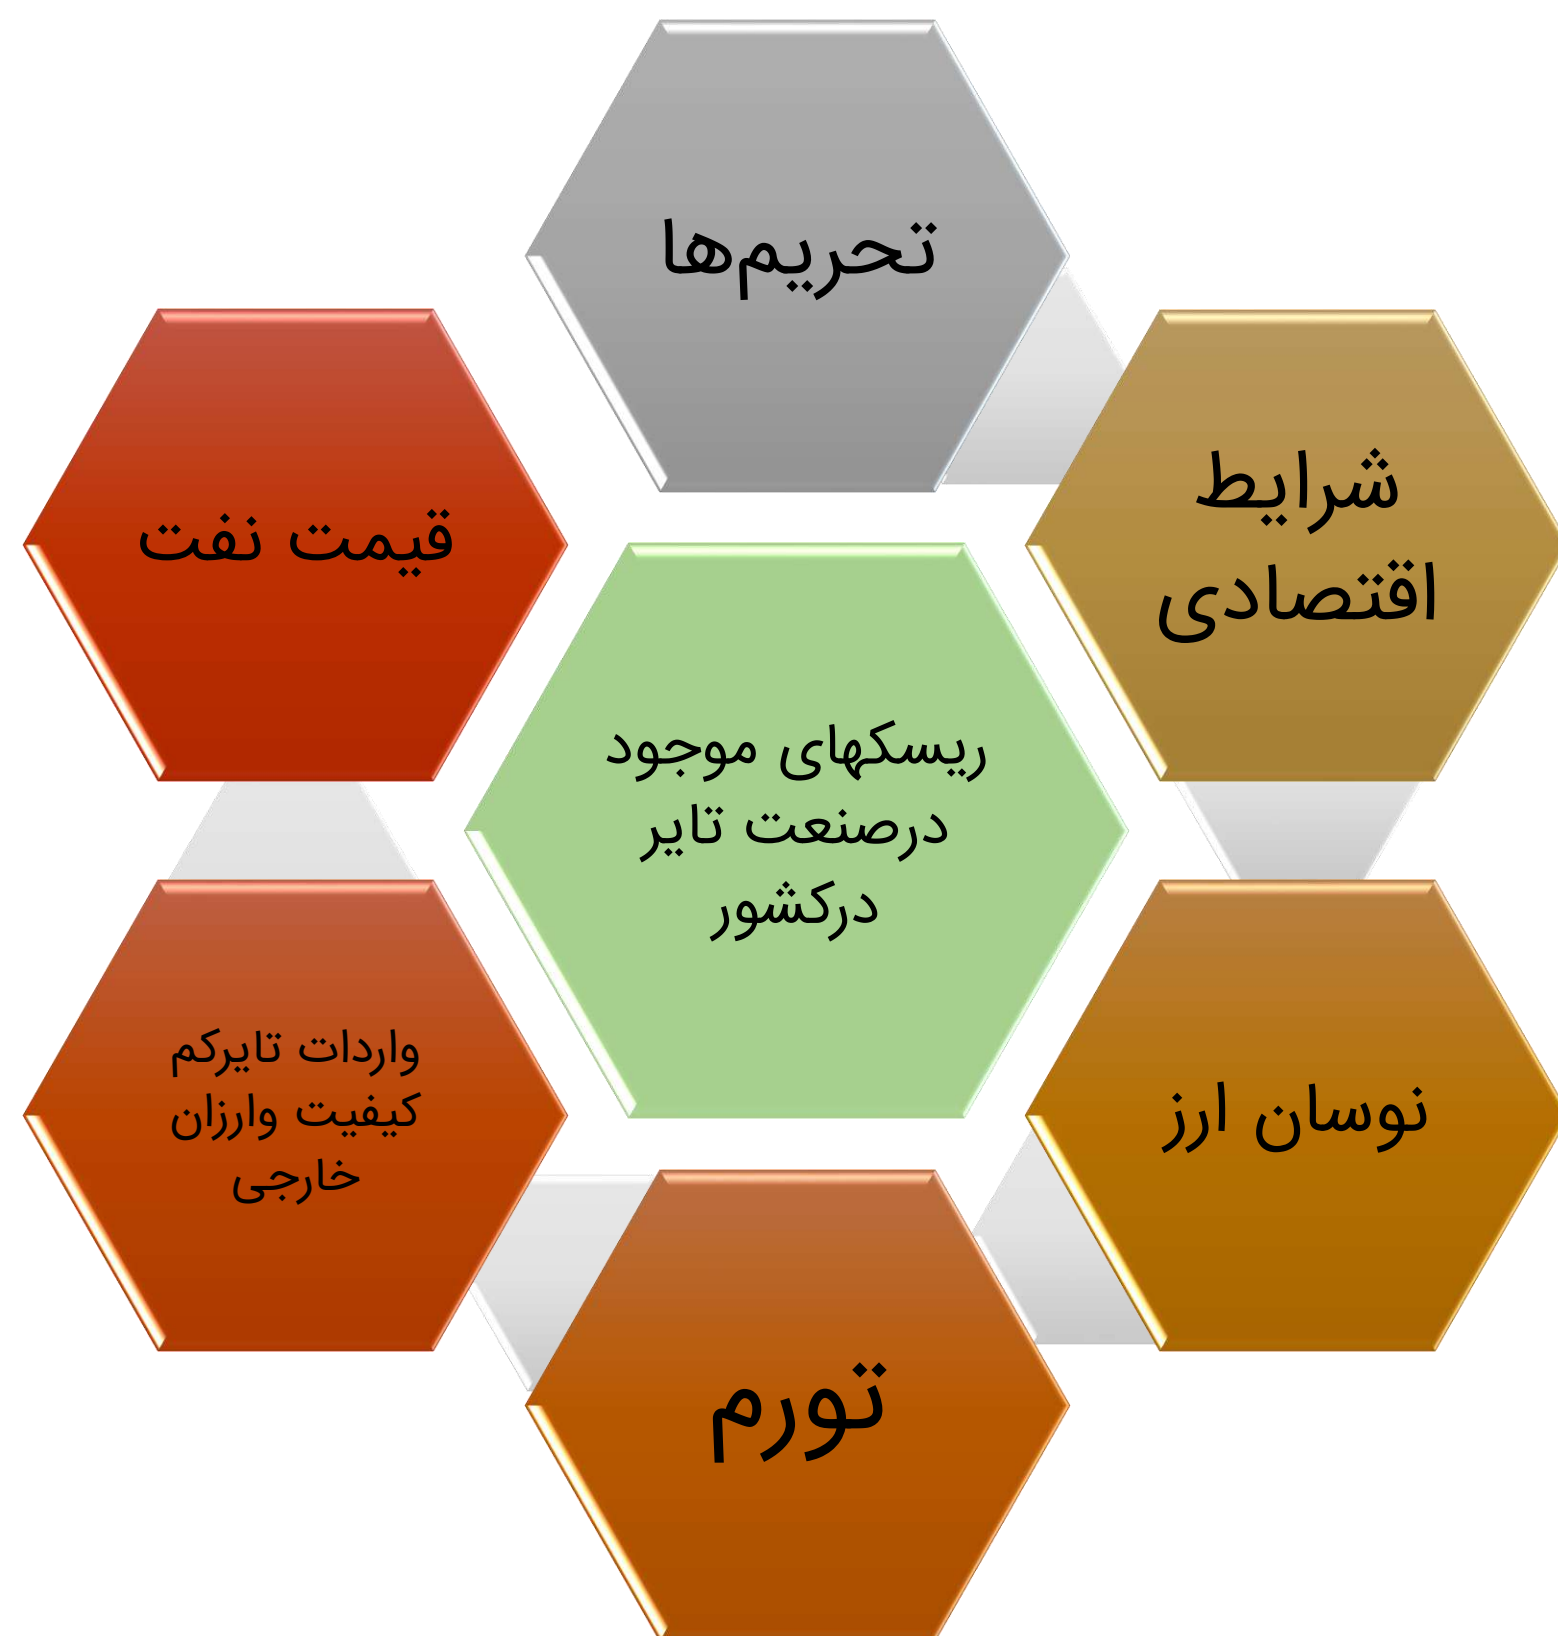 تحریم‌ها
شرایط
اقتصادی
قیمت نفت
ریسکهای موجود
درصنعت تایر
درکشور
نوسان ارز
واردات تایرکم
کیفیت وارزان
خارجی
تورم